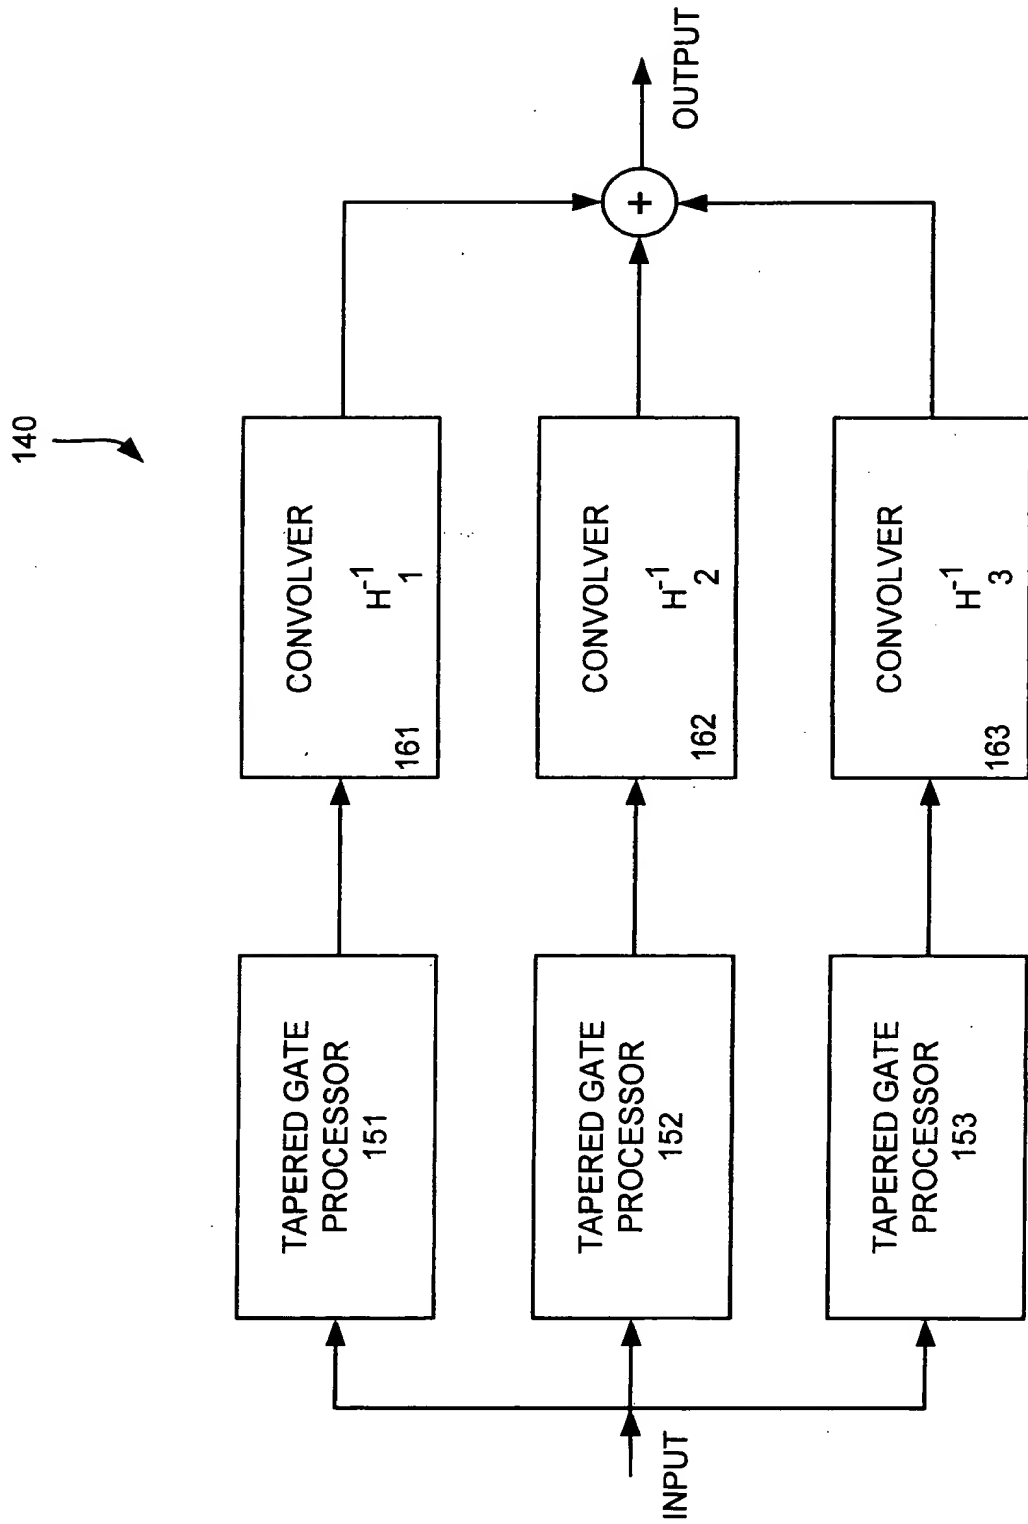 140
INPUT
TAPERED GATE
PROCESSOR
151
CONVOLVER
H-1
1
161
TAPERED GATE
PROCESSOR
152
CONVOLVER
H-1
2
162
TAPERED GATE
PROCESSOR
153
CONVOLVER
H-1
3
163
+
OUTPUT